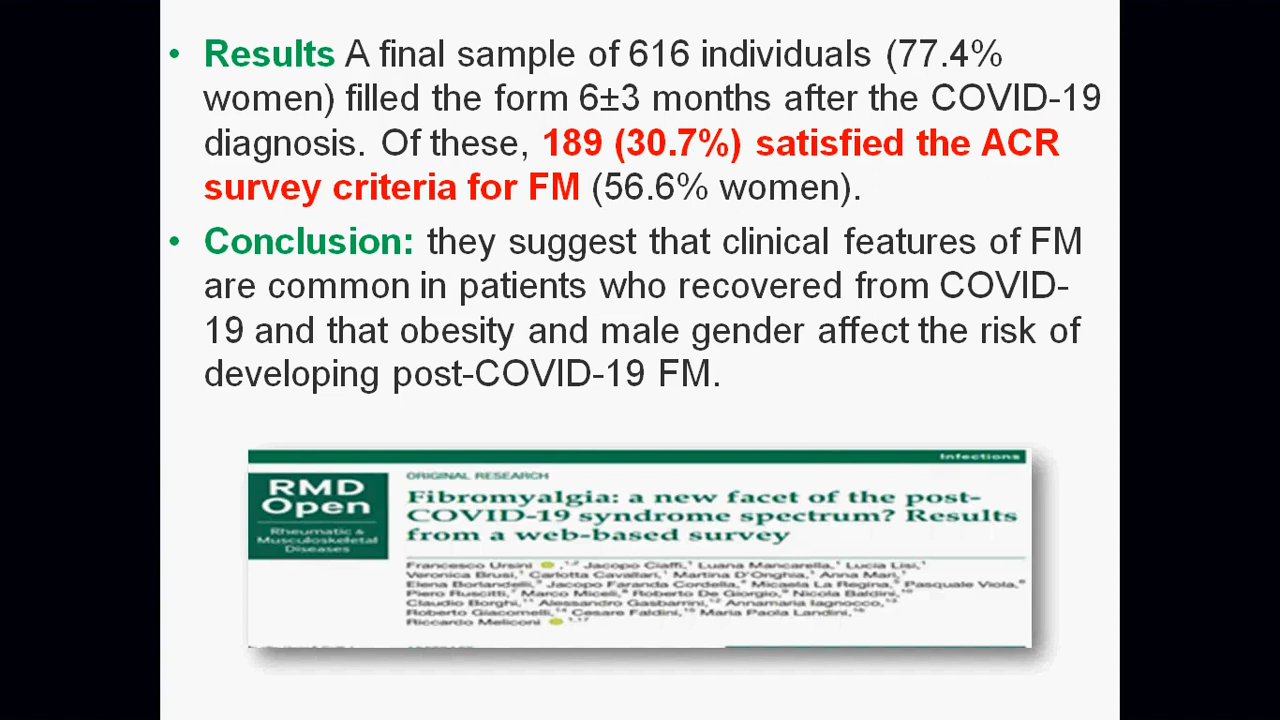 • Results A final sample of 616 individuals (77.4%
women) filled the form 6±3 months after the COVID-19
diagnosis. Of these, 189 (30.7%) satisfied the ACR
survey criteria for FM (56.6% women).
• Conclusion: they suggest that clinical features of FM
are common in patients who recovered from COVID-
19 and that obesity and male gender affect the risk of
developing post-COVID-19 FM.
Infections
RMD
Open
Rheumatic &
Musculoskeletal
Diseases
ORIGINAL RESEARCH
Fibromyalgia: a new facet of the post-
COVID-19 syndrome spectrum? Results
from a web-based survey
Francesco Ursini, Jacopo Ciaffi, Luana Mancarella, Lucia Lisi,
Veronica Brusi, Carlotta Cavallari, Martina D'Onghia, Anna Mari,
Elena Borlandelli, Jacopo Faranda Cordella, Micaela La Regina, Pasquale Viola,
Piero Ruscitti, Marco Miceli, Roberto De Giorgio, Nicola Baldini,
Claudio Borghi, Alessandro Gasbarrini, Annamaria Iagnocco,
Roberto Giacomelli, Cesare Faldini, Maria Paola Landini,
Riccardo Meliconi